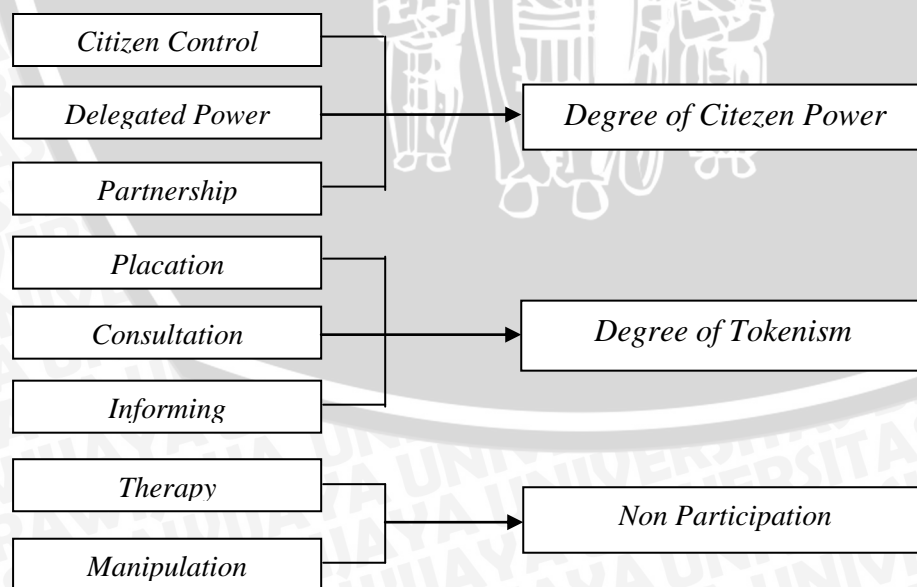 Citizen Control
Delegated Power
Degree of Citezen Power
Partnership
Placation
Consultation
Degree of Tokenism
Informing
Therapy
Non Participation
Manipulation